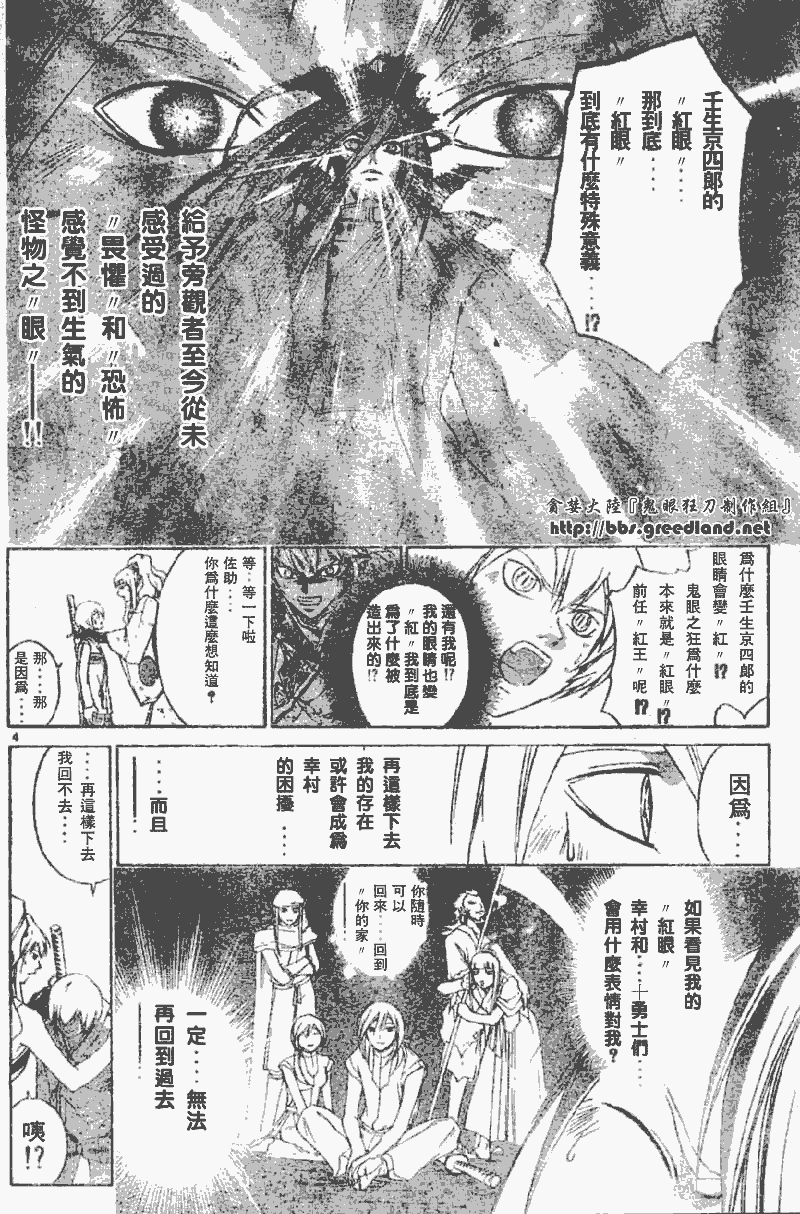 壬生京四郎的
〝紅眼〞
那到底‥‥
〝紅眼〞
到底有什麼特殊意義‥‥!?
給予旁觀者至今從未
感受過的
〝畏懼〞和〝恐怖〞
感覺不到生氣的
怪物之〝眼〞——!!
貪婪大陸『鬼眼狂刀制作組』
http://bbs.greedland.net
為什麼壬生京四郎的
眼睛會變〝紅〞!?
鬼眼之狂為什麼
本來就是〝紅眼〞!?
前任〝紅王〞呢!?
還有我呢!?
我的眼睛也變
〝紅〞我到底是
為了什麼被
造出來的!?
等‥等一下啦
佐助‥‥
你為什麼這麼想知道?
那‥‥那
是因為‥‥
4
因為‥‥
再這樣下去
我的存在
或許會成為
幸村
的困擾‥‥
‥‥而且
如果看見我的
〝紅眼〞
幸村和‥‥十勇士們‥‥
會用什麼表情對我?
你隨時
可以
回來‥‥回到
〝你的家〞
——
一定‥‥無法
再回到過去
‥‥再這樣下去
我回不去‥‥
咦!?